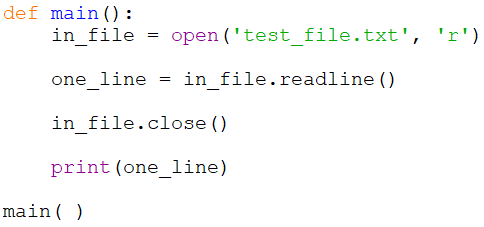 def main():
    in_file = open('test_file.txt', 'r')
    one_line = in_file.readline()
    in_file.close()
    print(one_line)
main( )